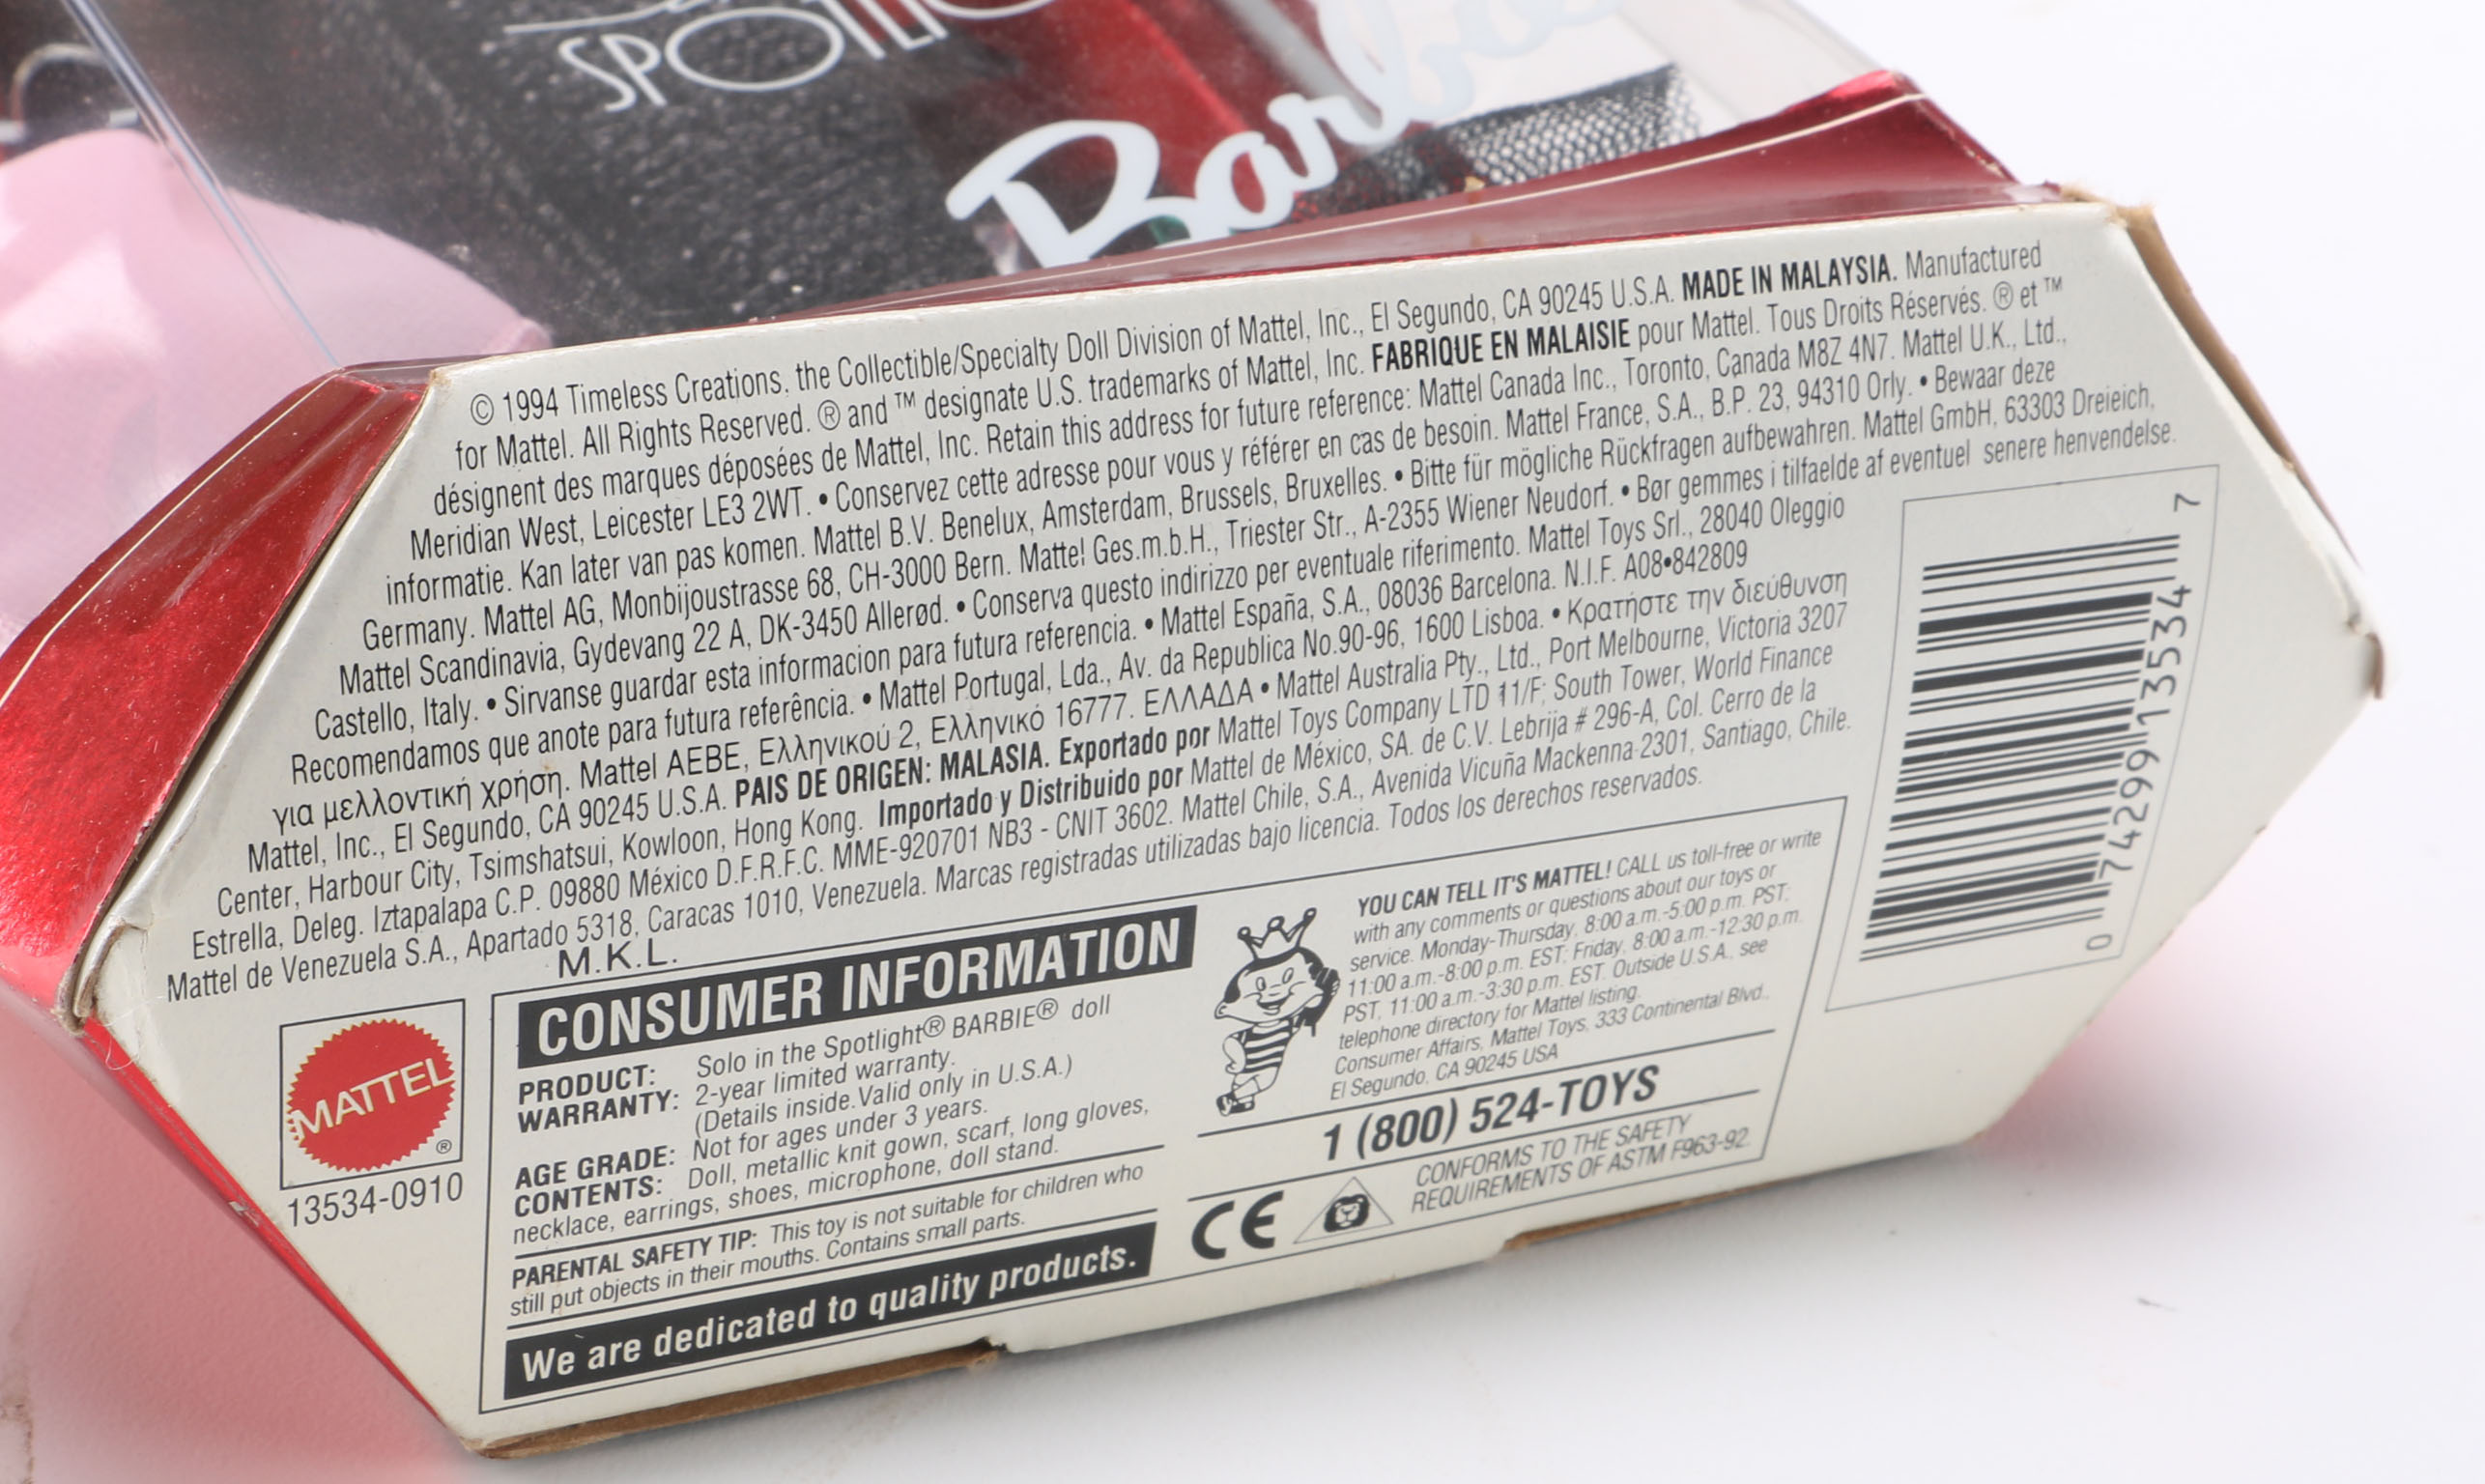 Barbie
© 1994 Timeless Creations, the Collectible/Specialty Doll Division of Mattel, Inc., El Segundo, CA 90245 U.S.A. MADE IN MALAYSIA. Manufactured
for Mattel. All Rights Reserved. ® and ™ designate U.S. trademarks of Mattel, Inc. FABRIQUE EN MALAISIE pour Mattel. Tous Droits Réservés. ® et ™
désignent des marques déposées de Mattel, Inc. Retain this address for future reference: Mattel Canada Inc., Toronto, Canada M8Z 4N7. Mattel U.K., Ltd.,
Meridian West, Leicester LE3 2WT. • Conservez cette adresse pour vous y référer en cas de besoin. Mattel France, S.A., B.P. 23, 94310 Orly. • Bewaar deze
informatie. Kan later van pas komen. Mattel B.V. Benelux, Amsterdam, Brussels, Bruxelles. • Bitte für mögliche Rückfragen aufbewahren. Mattel GmbH, 63303 Dreieich,
Germany. Mattel AG, Monbijoustrasse 68, CH-3000 Bern. Mattel Ges.m.b.H., Triester Str., A-2355 Wiener Neudorf. • Bør gemmes i tilfaelde af eventuel senere henvendelse.
Mattel Scandinavia, Gydevang 22 A, DK-3450 Allerød. • Conserva questo indirizzo per eventuale riferimento. Mattel Toys Srl., 28040 Oleggio
Castello, Italy. • Sirvanse guardar esta informacion para futura referencia. • Mattel España, S.A., 08036 Barcelona. N.I.F. A08•842809
Recomendamos que anote para futura referência. • Mattel Portugal, Lda., Av. da Republica No.90-96, 1600 Lisboa. • Κρατήστε την διεύθυνση
για μελλοντική χρήση. Mattel AEBE, Ελληνικού 2, Ελληνικό 16777. ΕΛΛΑΔΑ • Mattel Australia Pty., Ltd., Port Melbourne, Victoria 3207
Mattel, Inc., El Segundo, CA 90245 U.S.A. PAIS DE ORIGEN: MALASIA. Exportado por Mattel Toys Company LTD 11/F; South Tower, World Finance
Center, Harbour City, Tsimshatsui, Kowloon, Hong Kong. Importado y Distribuido por Mattel de México, SA. de C.V. Lebrija # 296-A, Col. Cerro de la
Estrella, Deleg. Iztapalapa C.P. 09880 México D.F.R.F.C. MME-920701 NB3 - CNIT 3602. Mattel Chile, S.A., Avenida Vicuña Mackenna 2301, Santiago, Chile.
Mattel de Venezuela S.A., Apartado 5318, Caracas 1010, Venezuela. Marcas registradas utilizadas bajo licencia. Todos los derechos reservados.
M.K.L.
0 74299 13534 7
MATTEL ®
13534-0910
CONSUMER INFORMATION
PRODUCT: Solo in the Spotlight® BARBIE® doll
WARRANTY: 2-year limited warranty.
(Details inside.Valid only in U.S.A.)
AGE GRADE: Not for ages under 3 years.
CONTENTS: Doll, metallic knit gown, scarf, long gloves,
necklace, earrings, shoes, microphone, doll stand.
PARENTAL SAFETY TIP: This toy is not suitable for children who
still put objects in their mouths. Contains small parts.
We are dedicated to quality products.
YOU CAN TELL IT'S MATTEL! CALL us toll-free or write
with any comments or questions about our toys or
service. Monday-Thursday, 8:00 a.m.-5:00 p.m. PST;
11:00 a.m.-8:00 p.m. EST; Friday, 8:00 a.m.-12:30 p.m.
PST, 11:00 a.m.-3:30 p.m. EST. Outside U.S.A., see
telephone directory for Mattel listing.
Consumer Affairs, Mattel Toys, 333 Continental Blvd.,
El Segundo, CA 90245 USA
1 (800) 524-TOYS
CE
CONFORMS TO THE SAFETY
REQUIREMENTS OF ASTM F963-92